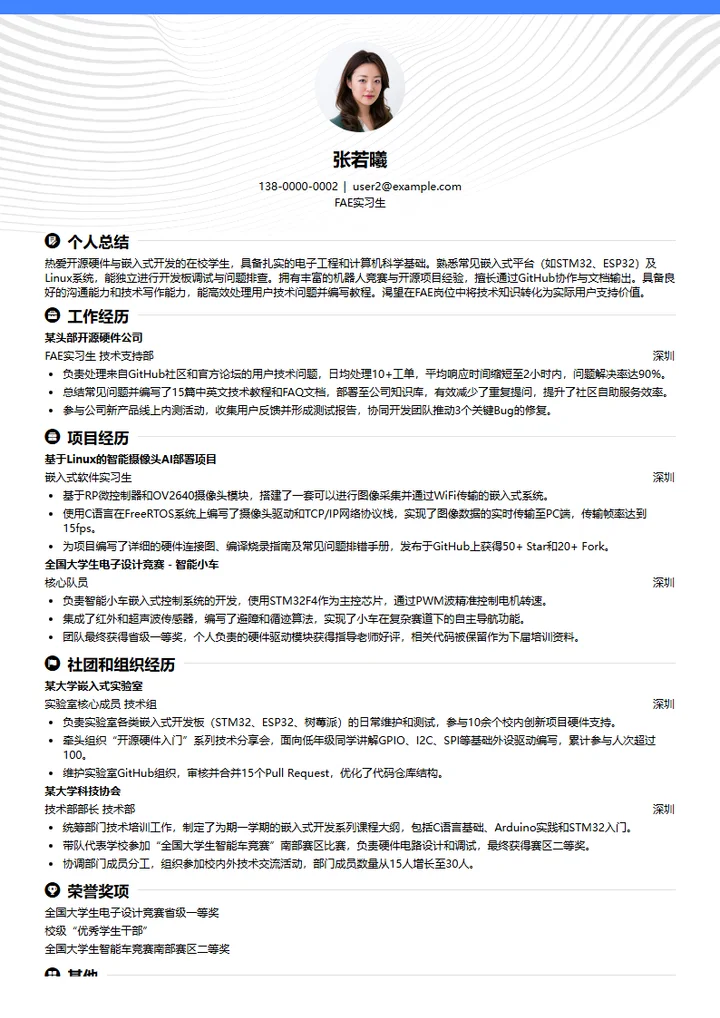 张若曦
138-0000-0002 | user2@example.com
FAE实习生
个人总结
热爱开源硬件与嵌入式开发的在校学生，具备扎实的电子工程和计算机科学基础。熟悉常见嵌入式平台（如STM32、ESP32）及
Linux系统，能独立进行开发板调试与问题排查。拥有丰富的机器人竞赛与开源项目经验，擅长通过GitHub协作与文档输出。具备良
好的沟通能力和技术写作能力，能高效处理用户技术问题并编写教程。渴望在FAE岗位中将技术知识转化为实际用户支持价值。
工作经历
某头部开源硬件公司
FAE实习生 技术支持部 深圳
• 负责处理来自GitHub社区和官方论坛的用户技术问题，日均处理10+工单，平均响应时间缩短至2小时内，问题解决率达90%。
• 总结常见问题并编写了15篇中英文技术教程和FAQ文档，部署至公司知识库，有效减少了重复提问，提升了社区自助服务效率。
• 参与公司新产品线上内测活动，收集用户反馈并形成测试报告，协同开发团队推动3个关键Bug的修复。
项目经历
基于Linux的智能摄像头AI部署项目
嵌入式软件实习生 深圳
• 基于RP微控制器和OV2640摄像头模块，搭建了一套可以进行图像采集并通过WiFi传输的嵌入式系统。
• 使用C语言在FreeRTOS系统上编写了摄像头驱动和TCP/IP网络协议栈，实现了图像数据的实时传输至PC端，传输帧率达到
15fps。
• 为项目编写了详细的硬件连接图、编译烧录指南及常见问题排错手册，发布于GitHub上获得50+ Star和20+ Fork。
全国大学生电子设计竞赛 - 智能小车
核心队员 深圳
• 负责智能小车嵌入式控制系统的开发，使用STM32F4作为主控芯片，通过PWM波精准控制电机转速。
• 集成了红外和超声波传感器，编写了避障和循迹算法，实现了小车在复杂赛道下的自主导航功能。
• 团队最终获得省级一等奖，个人负责的硬件驱动模块获得指导老师好评，相关代码被保留作为下届培训资料。
社团和组织经历
某大学嵌入式实验室
实验室核心成员 技术组 深圳
• 负责实验室各类嵌入式开发板（STM32、ESP32、树莓派）的日常维护和测试，参与10余个校内创新项目硬件支持。
• 牵头组织“开源硬件入门”系列技术分享会，面向低年级同学讲解GPIO、I2C、SPI等基础外设驱动编写，累计参与人次超过
100。
• 维护实验室GitHub组织，审核并合并15个Pull Request，优化了代码仓库结构。
某大学科技协会
技术部部长 技术部 深圳
• 统筹部门技术培训工作，制定了为期一学期的嵌入式开发系列课程大纲，包括C语言基础、Arduino实践和STM32入门。
• 带队代表学校参加“全国大学生智能车竞赛”南部赛区比赛，负责硬件电路设计和调试，最终获得赛区二等奖。
• 协调部门成员分工，组织参加校内外技术交流活动，部门成员数量从15人增长至30人。
荣誉奖项
全国大学生电子设计竞赛省级一等奖
校级“优秀学生干部”
全国大学生智能车竞赛南部赛区二等奖
其他